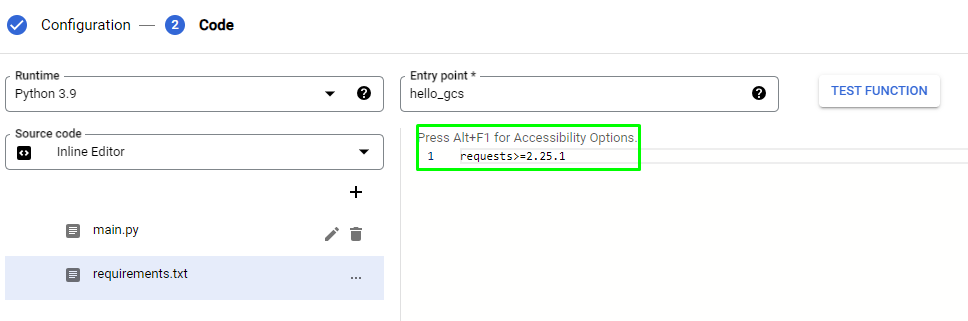 Configuration — 2 Code
Runtime
Python 3.9
Entry point *
hello_gcs
TEST FUNCTION
Source code
Inline Editor
Press Alt+F1 for Accessibility Options.
1 requests>=2.25.1
main.py
requirements.txt